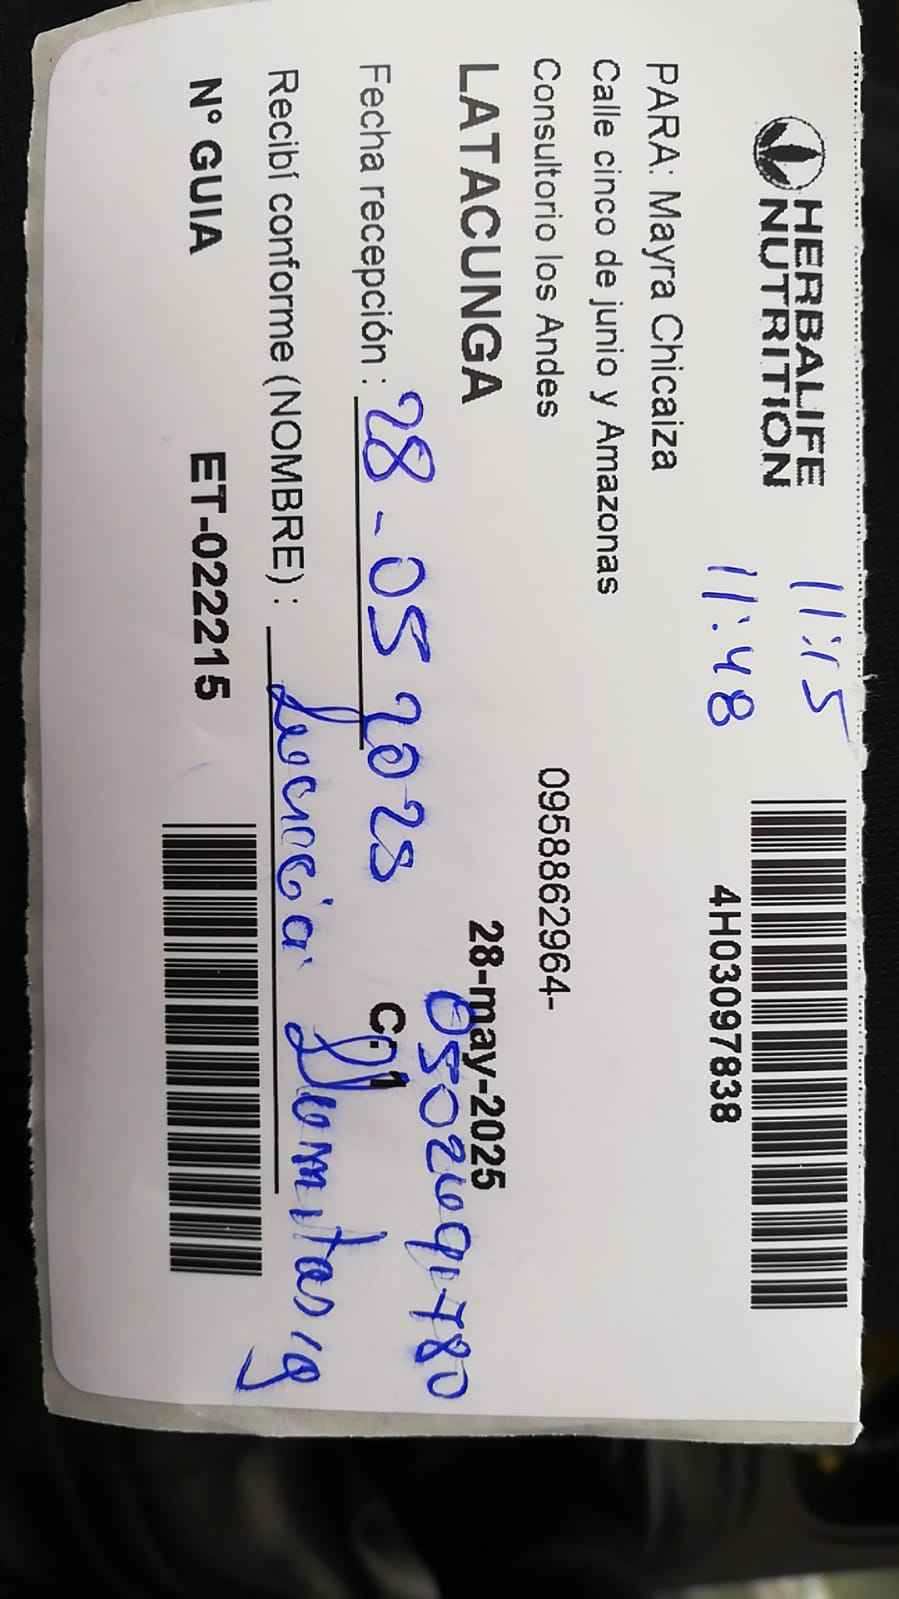 HERBALIFE
NUTRITION
11:15
11:48
4H03097838
PARA: Mayra Chicaiza
Calle cinco de junio y Amazonas
Consultorio los Andes
0958862964-
LATACUNGA
28-may-2025
Fecha recepción : 28-05 2025
C. 1
Recibí conforme (NOMBRE) :
N° GUIA
ET-022215